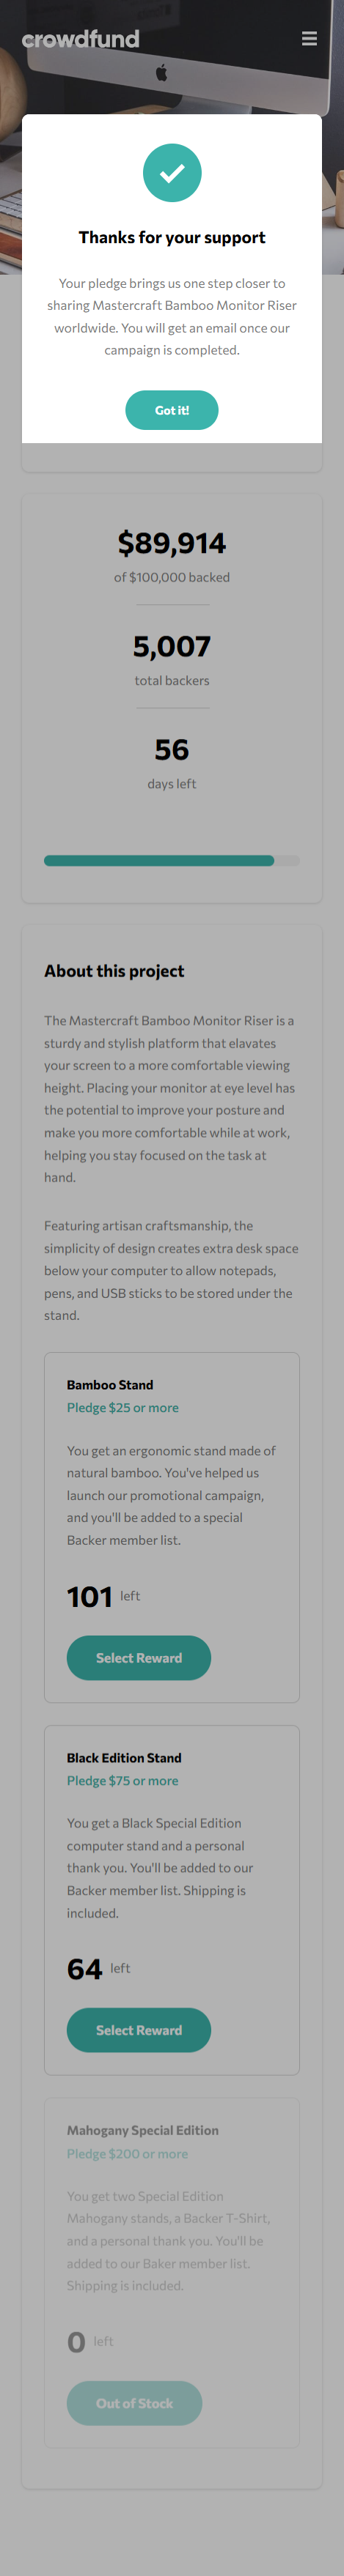 crowdfund
Thanks for your support
Your pledge brings us one step closer to
sharing Mastercraft Bamboo Monitor Riser
worldwide. You will get an email once our
campaign is completed.
Got it!
$89,914
of $100,000 backed
5,007
total backers
56
days left
About this project
The Mastercraft Bamboo Monitor Riser is a
sturdy and stylish platform that elavates
your screen to a more comfortable viewing
height. Placing your monitor at eye level has
the potential to improve your posture and
make you more comfortable while at work,
helping you stay focused on the task at
hand.
Featuring artisan craftsmanship, the
simplicity of design creates extra desk space
below your computer to allow notepads,
pens, and USB sticks to be stored under the
stand.
Bamboo Stand
Pledge $25 or more
You get an ergonomic stand made of
natural bamboo. You've helped us
launch our promotional campaign,
and you'll be added to a special
Backer member list.
101 left
Select Reward
Black Edition Stand
Pledge $75 or more
You get a Black Special Edition
computer stand and a personal
thank you. You'll be added to our
Backer member list. Shipping is
included.
64 left
Select Reward
Mahogany Special Edition
Pledge $200 or more
You get two Special Edition
Mahogany stands, a Backer T-Shirt,
and a personal thank you. You'll be
added to our Baker member list.
Shipping is included.
0 left
Out of Stock